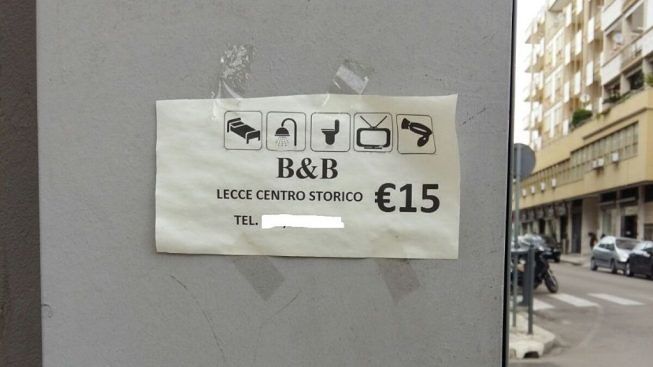 B&B
LECCE CENTRO STORICO €15
TEL.